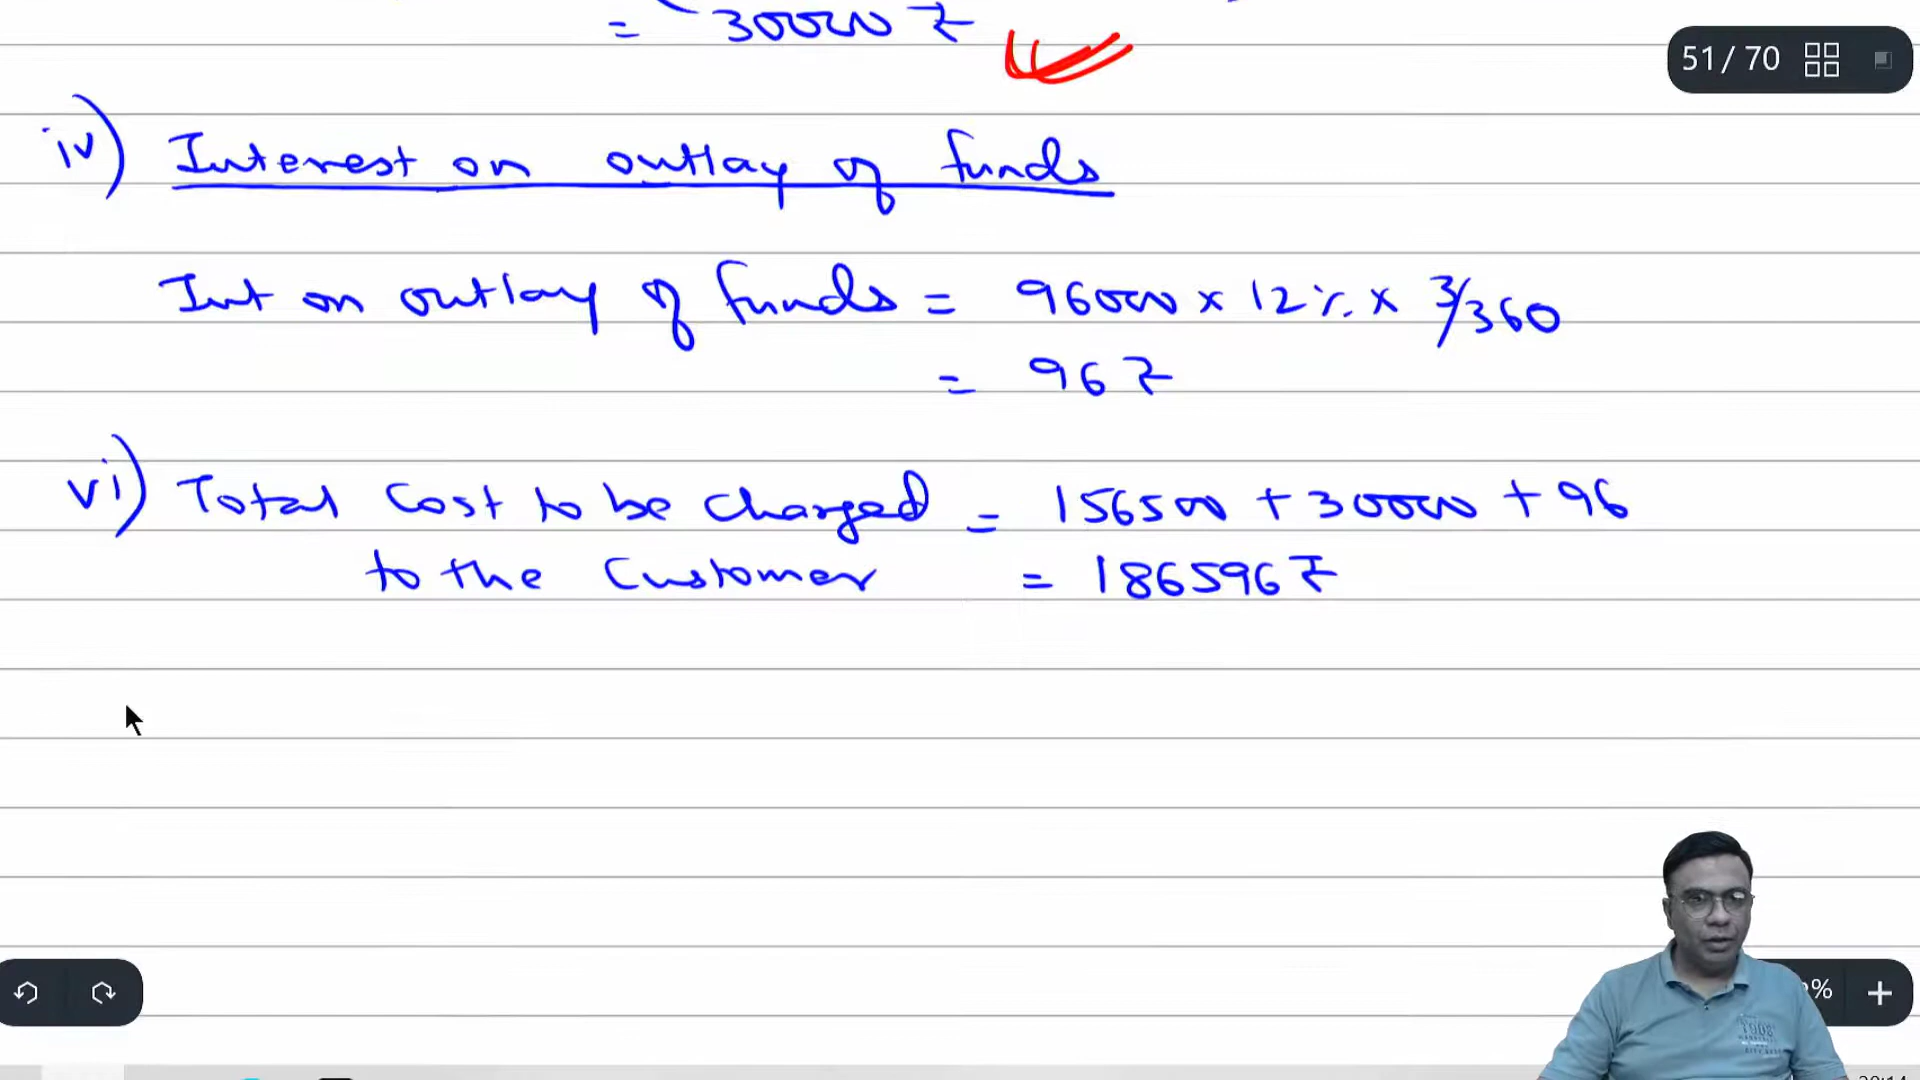 = 30000 ₹
51 / 70
iv) Interest on outlay of funds
Int on outlay of funds = 96000 x 12% x 3/360
= 96 ₹
vi) Total Cost to be charged = 156500 + 30000 + 96
to the Customer = 186596 ₹
%